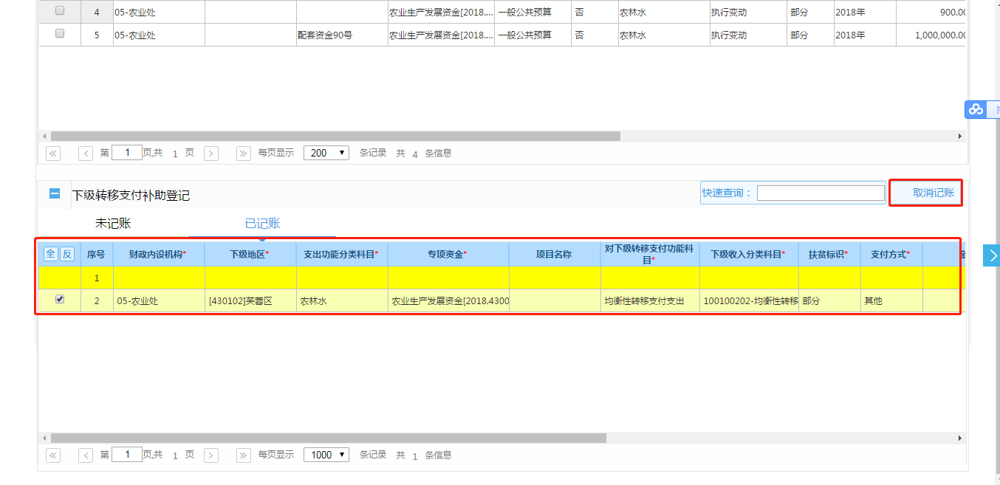 4 05-农业处 农业生产发展资金[2018.... 一般公共预算 否 农林水 执行变动 部分 2018年 900.00
5 05-农业处 配套资金90号 农业生产发展资金[2018.... 一般公共预算 否 农林水 执行变动 部分 2018年 1,000,000.00
第 1 页,共 1 页 每页显示 200 条记录 共 4 条信息
下级转移支付补助登记 快速查询： 取消记账
未记账 已记账
全 反 序号 财政内设机构* 下级地区* 支出功能分类科目* 专项资金* 项目名称 对下级转移支付功能科 下级收入分类科目* 扶贫标识* 支付方式*
目*
1
2 05-农业处 [430102]芙蓉区 农林水 农业生产发展资金[2018.4300 均衡性转移支付支出 100100202-均衡性转移 部分 其他
第 1 页,共 1 页 每页显示 1000 条记录 共 1 条信息